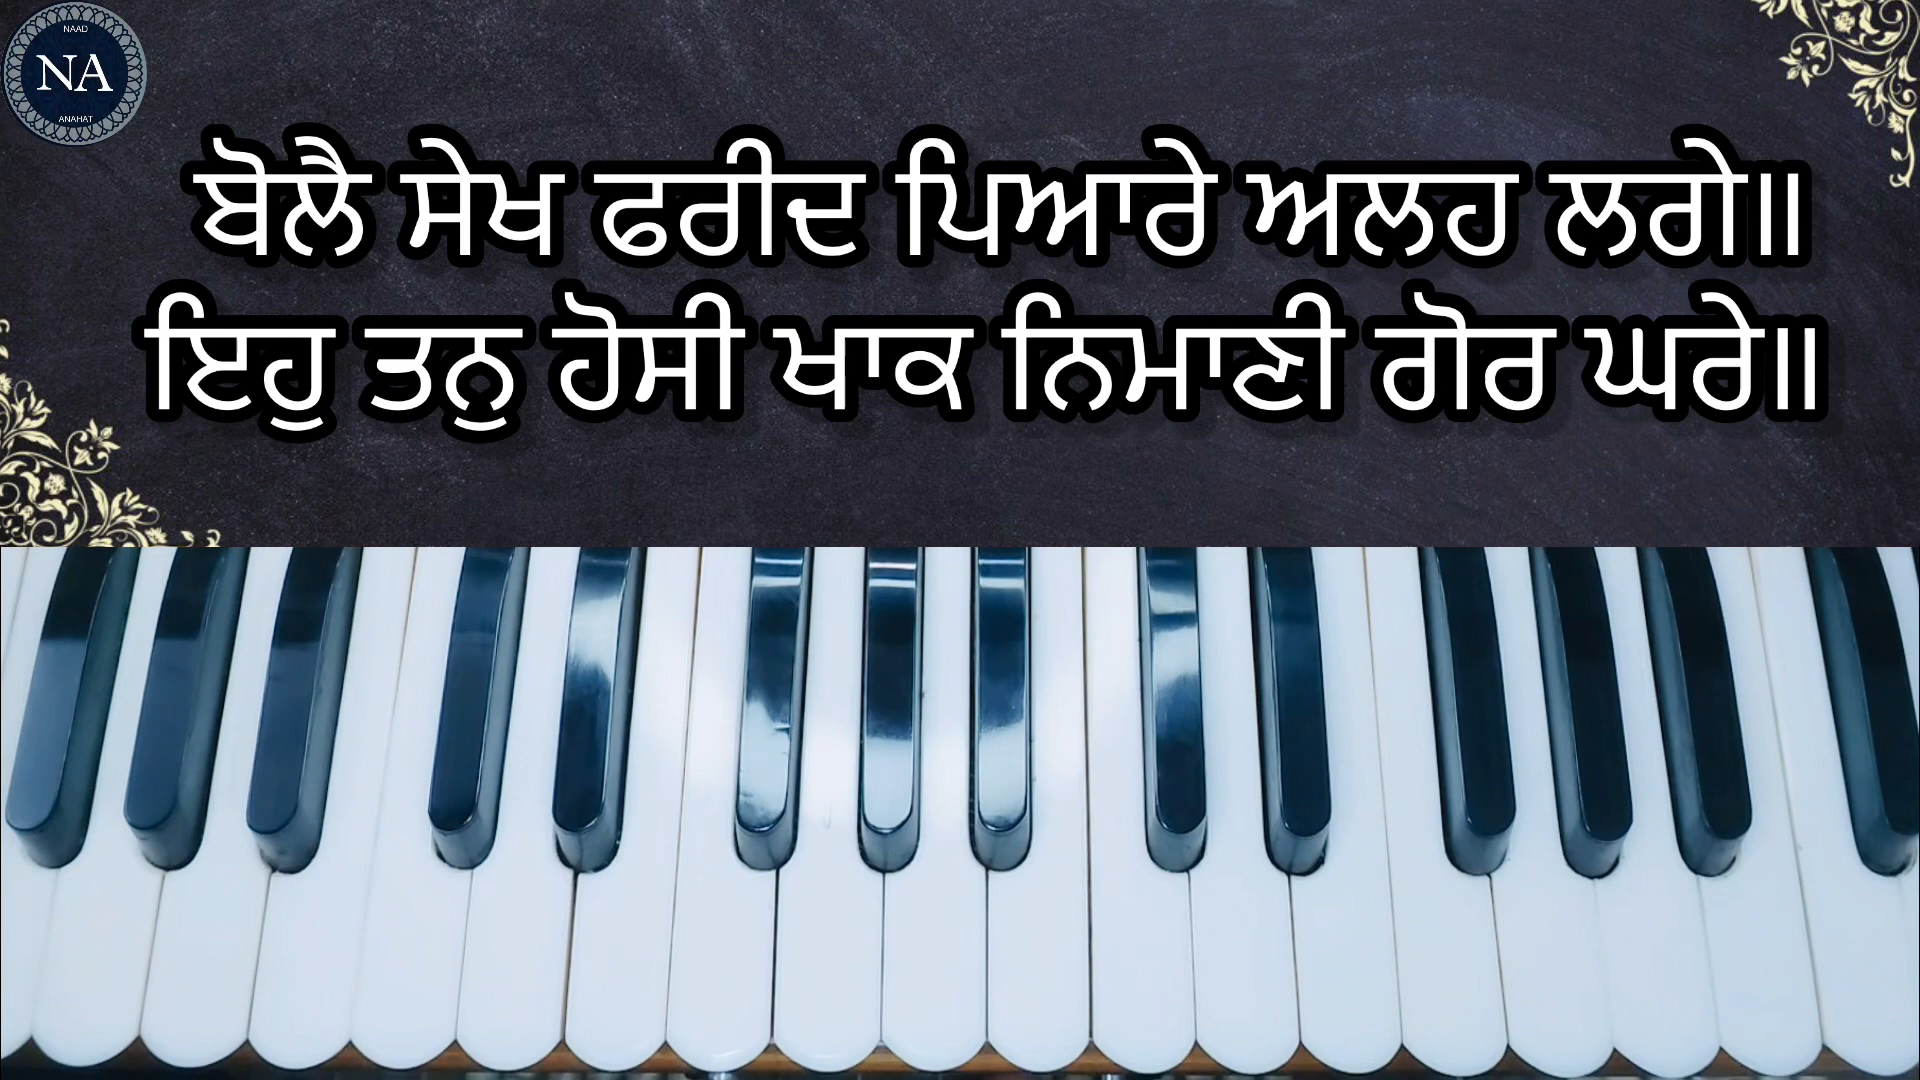 NAAD
NA
ANAHAT
ਬੋਲੈ ਸੇਖ ਫਰੀਦ ਪਿਆਰੇ ਅਲਹ ਲਗੇ॥
ਇਹੁ ਤਨੁ ਹੋਸੀ ਖਾਕ ਨਿਮਾਣੀ ਗੋਰ ਘਰੇ॥